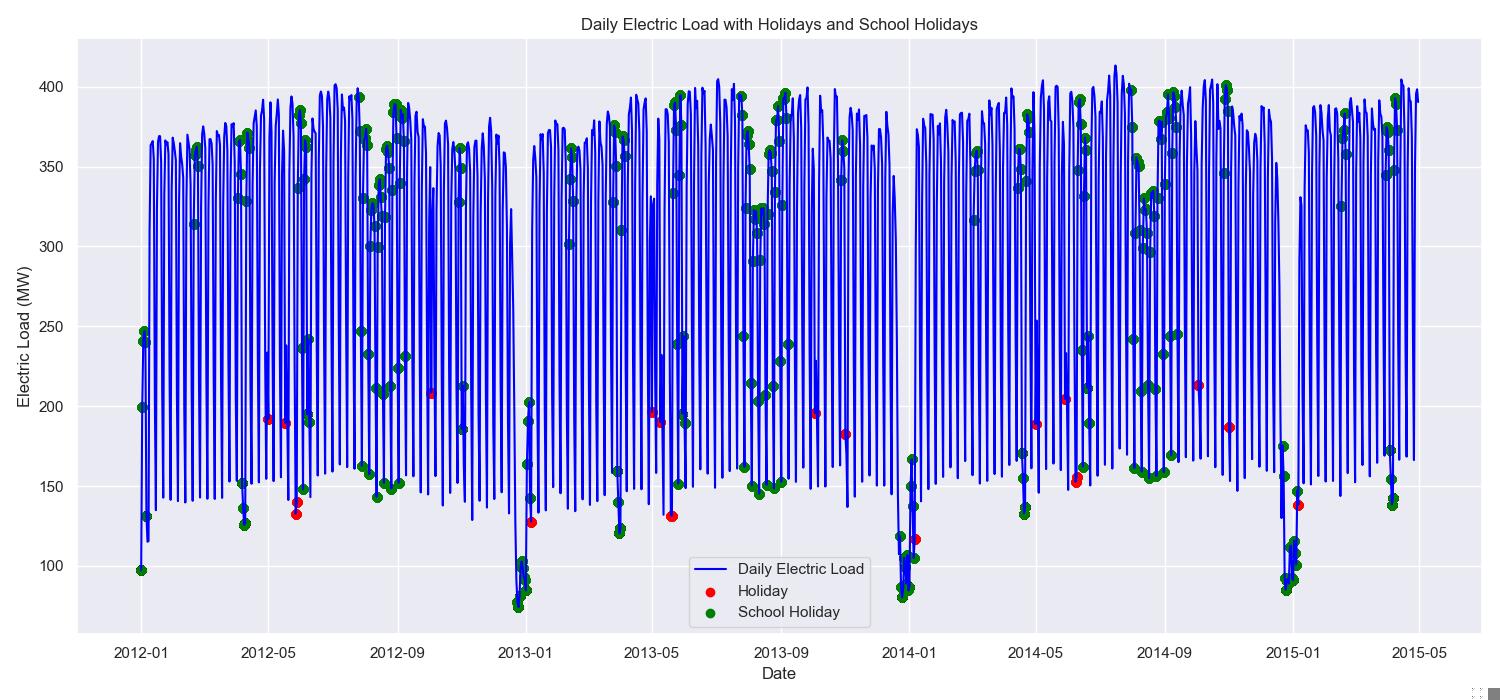 Daily Electric Load with Holidays and School Holidays
Electric Load (MW)
400
350
300
250
200
150
100
Daily Electric Load
Holiday
School Holiday
2012-01 2012-05 2012-09 2013-01 2013-05 2013-09 2014-01 2014-05 2014-09 2015-01 2015-05
Date